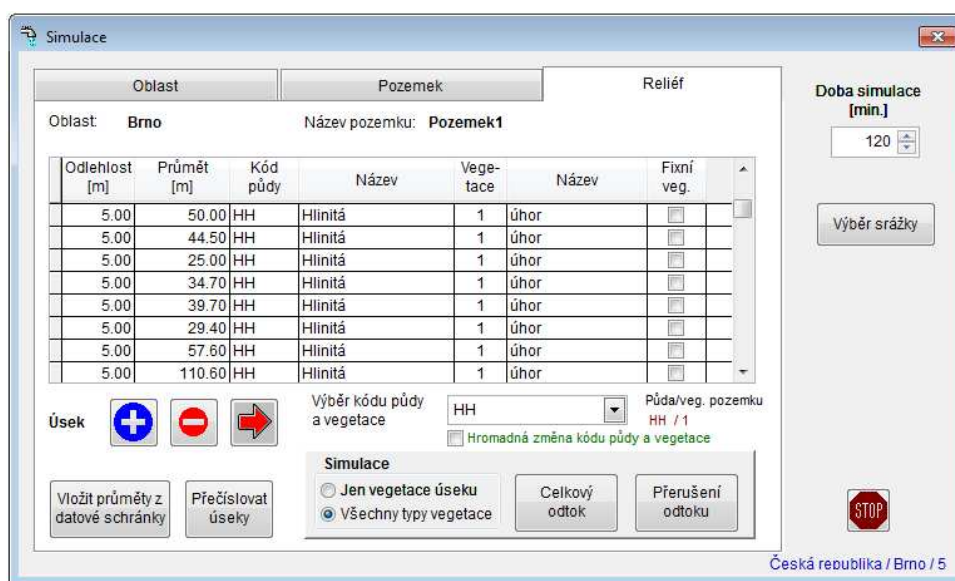 Simulace
Oblast Pozemek Reliéf
Oblast: Brno Název pozemku: Pozemek1
Odlehlost [m] Průmět [m] Kód půdy Název Vege- tace Název Fixní veg.
5.00 50.00 HH Hlinitá 1 úhor
5.00 44.50 HH Hlinitá 1 úhor
5.00 25.00 HH Hlinitá 1 úhor
5.00 34.70 HH Hlinitá 1 úhor
5.00 39.70 HH Hlinitá 1 úhor
5.00 29.40 HH Hlinitá 1 úhor
5.00 57.60 HH Hlinitá 1 úhor
5.00 110.60 HH Hlinitá 1 úhor
Úsek
Výběr kódu půdy
a vegetace
HH
Půda/veg. pozemku
HH / 1
Hromadná změna kódu půdy a vegetace
Vložit průměty z
datové schránky
Přečíslovat
úseky
Simulace
Jen vegetace úseku
Všechny typy vegetace
Celkový
odtok
Přerušení
odtoku
Doba simulace
[min.]
120
Výběr srážky
STOP
Česká republika / Brno / 5